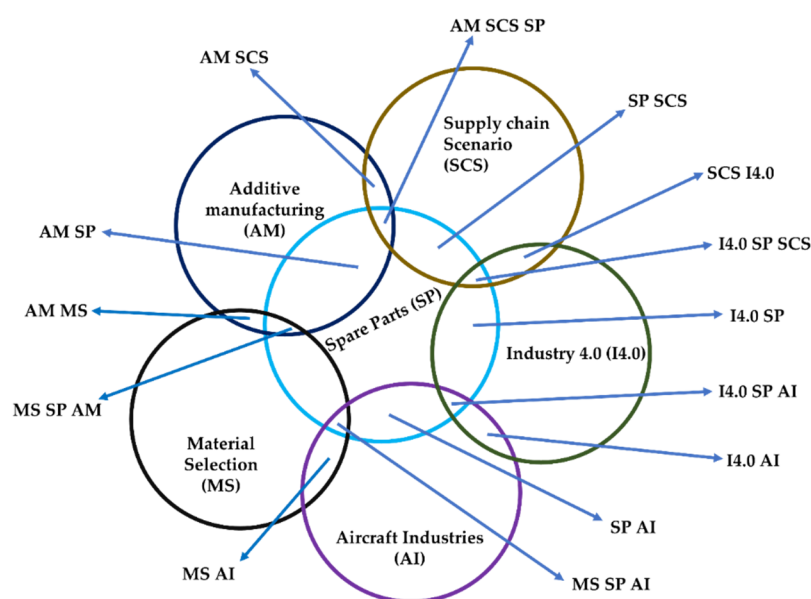 AM SCS SP
AM SCS
SP SCS
Supply chain
Scenario
(SCS)
SCS I4.0
Additive
manufacturing
(AM)
AM SP
I4.0 SP SCS
AM MS
Spare Parts (SP)
I4.0 SP
Industry 4.0 (I4.0)
I4.0 SP AI
MS SP AM
Material
Selection
(MS)
I4.0 AI
SP AI
Aircraft Industries
(AI)
MS AI
MS SP AI